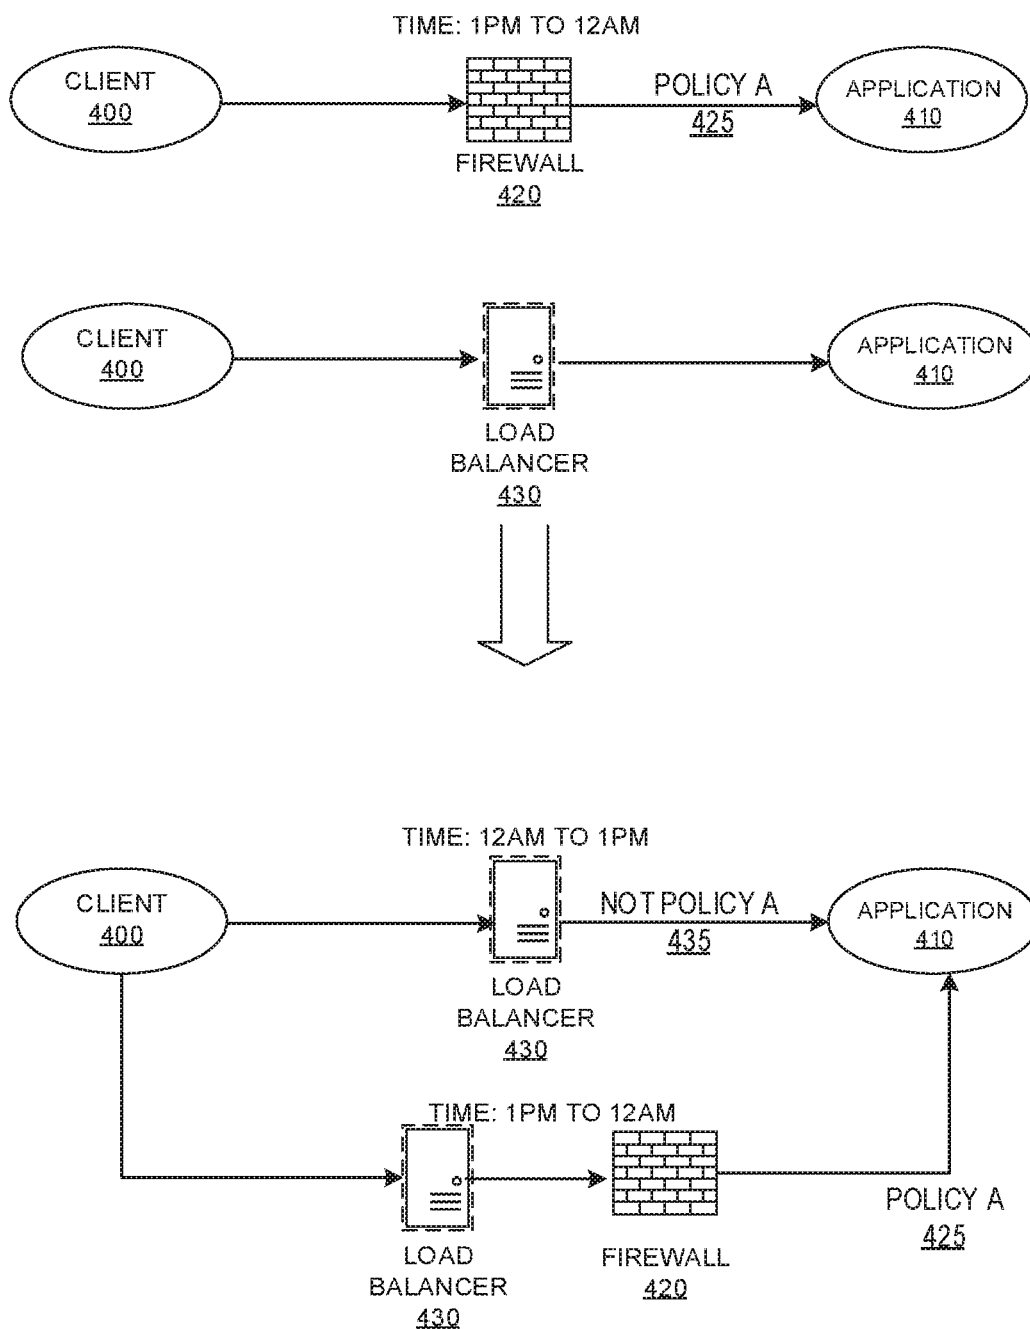 TIME: 1PM TO 12AM
CLIENT
400
POLICY A
425
APPLICATION
410
FIREWALL
420
CLIENT
400
APPLICATION
410
LOAD
BALANCER
430
TIME: 12AM TO 1PM
CLIENT
400
NOT POLICY A
435
APPLICATION
410
LOAD
BALANCER
430
TIME: 1PM TO 12AM
POLICY A
425
LOAD
BALANCER
430
FIREWALL
420